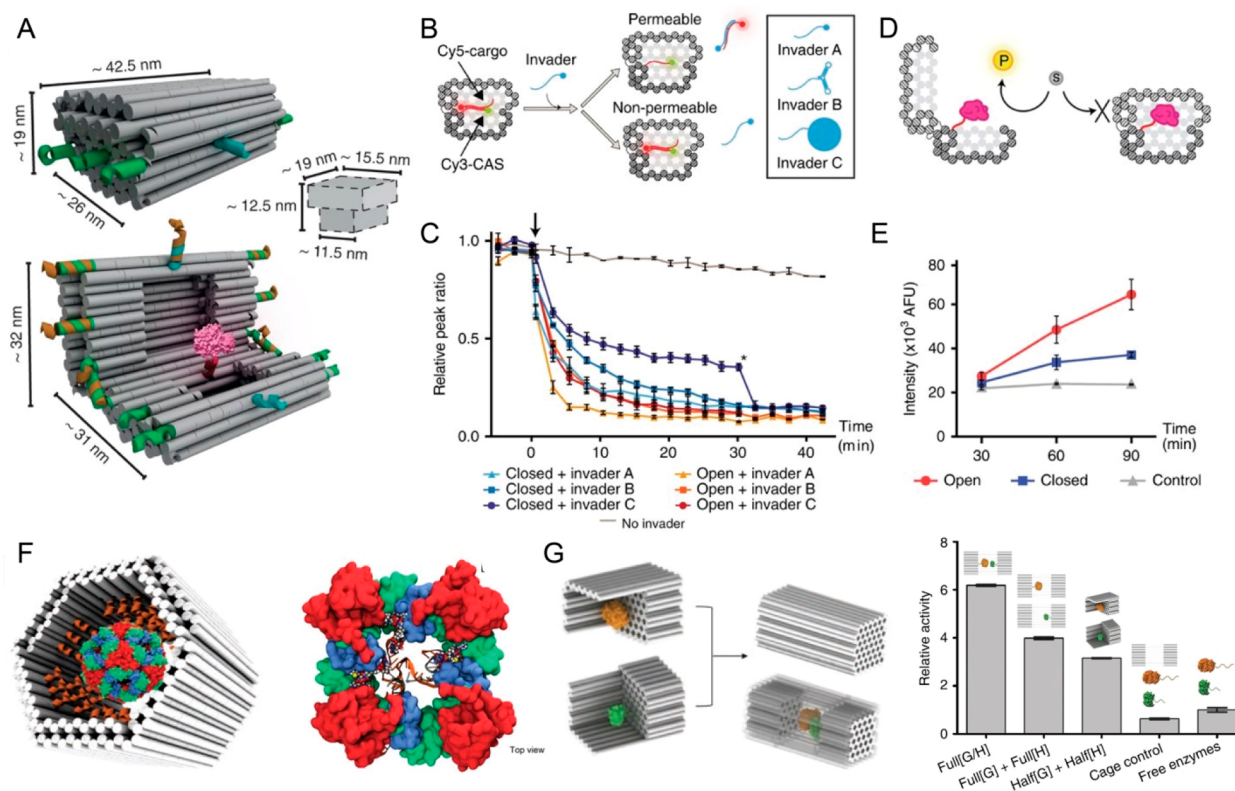 A
~ 42.5 nm
~ 19 nm
~ 26 nm
~ 19 nm
~ 15.5 nm
~ 12.5 nm
~ 11.5 nm
~ 32 nm
~ 31 nm
B
Cy5-cargo
Invader
Cy3-CAS
Permeable
Non-permeable
Invader A
Invader B
Invader C
C
Relative peak ratio
1.0
0.5
0.0
*
0
10
20
30
40
Time
(min)
Closed + invader A
Open + invader A
Closed + invader B
Open + invader B
Closed + invader C
Open + invader C
No invader
D
P
S
E
Intensity (x10³ AFU)
80
60
40
20
0
30
60
90
Time
(min)
Open
Closed
Control
F
Top view
G
Relative activity
8
6
4
2
0
Full[G/H]
Full[G] + Full[H]
Half[G] + Half[H]
Cage control
Free enzymes